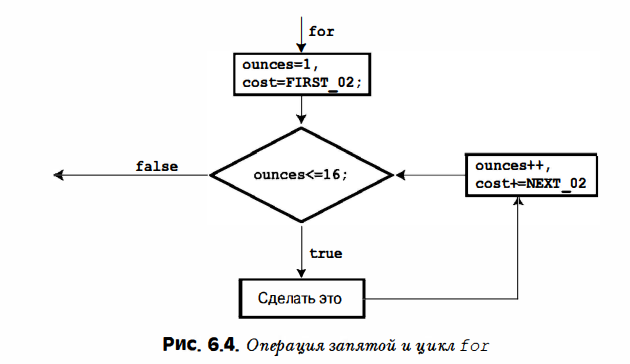 for
ounces=1,
cost=FIRST_02;
false
ounces<=16;
ounces++,
cost+=NEXT_02
true
Сделать это
Рис. 6.4. Операция запятой и цикл for